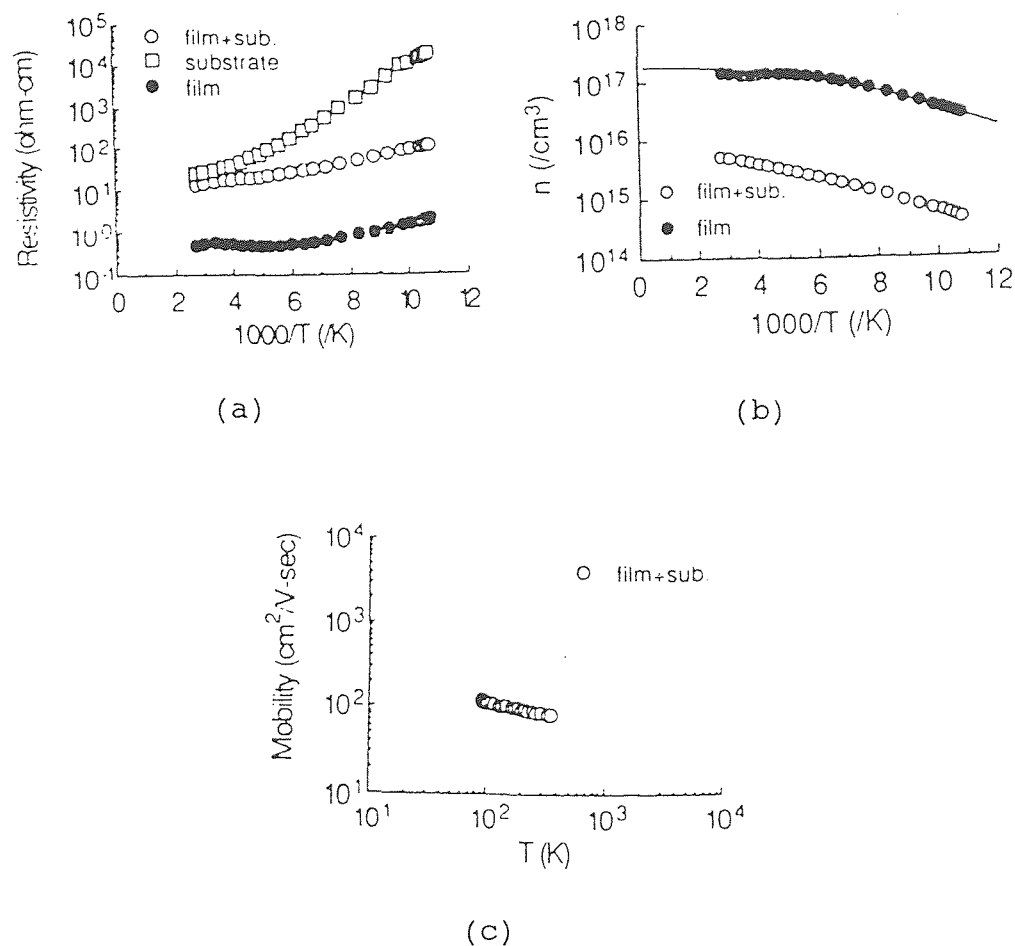 Resistivity (ohm-cm)
10^5
10^4
10^3
10^2
10^1
10^0
10^-1
film+sub.
substrate
film
0 2 4 6 8 10 12
1000/T (/K)
(a)
n (/cm^3)
10^18
10^17
10^16
10^15
10^14
film+sub.
film
0 2 4 6 8 10 12
1000/T (/K)
(b)
Mobility (cm^2/V-sec)
10^4
10^3
10^2
10^1
film+sub.
10^1 10^2 10^3 10^4
T (K)
(c)